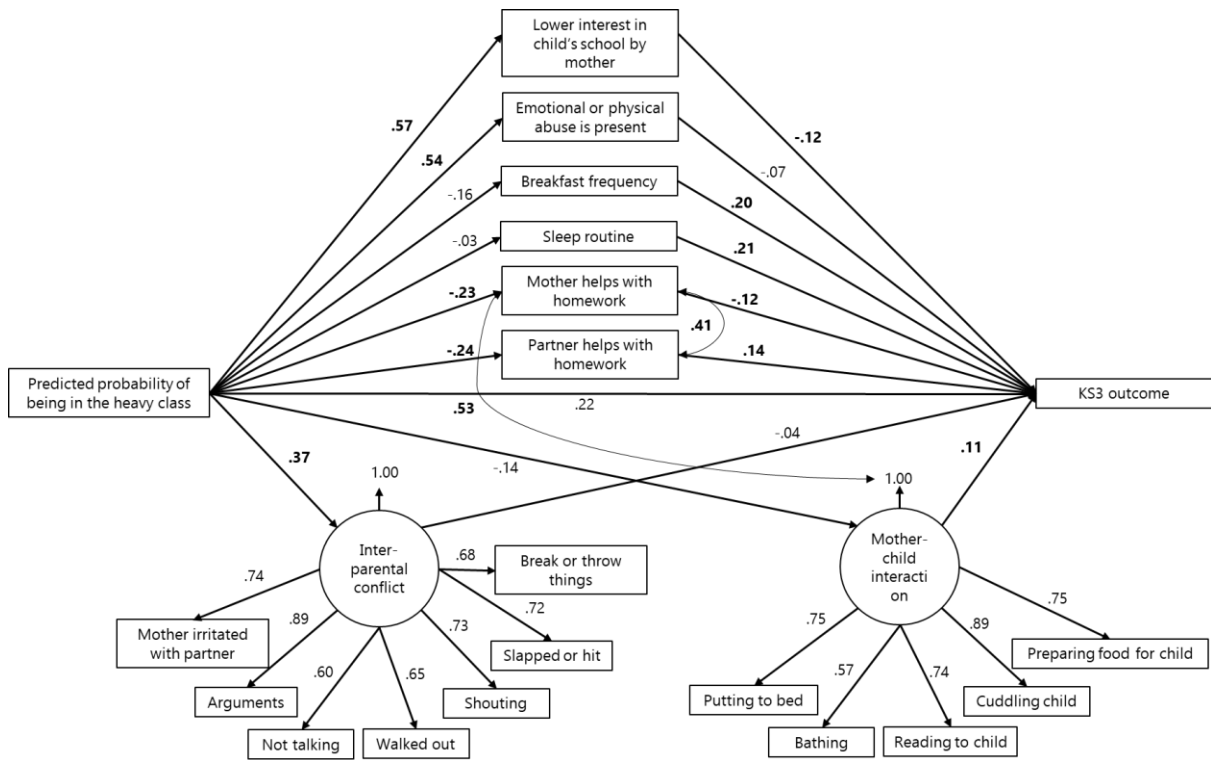 Lower interest in
child's school by
mother
Emotional or physical
abuse is present
Breakfast frequency
Sleep routine
Mother helps with
homework
Partner helps with
homework
Predicted probability of
being in the heavy class
KS3 outcome
.57
.54
-.16
-.03
-.23
-.24
-.12
-.07
.20
.21
-.12
.41
.14
.22
.53
-.04
.37
-.14
.11
1.00
1.00
Inter-
parental
conflict
Mother-
child
interacti
on
.68
Break or throw
things
.74
.72
.89
.73
.60
.65
Mother irritated
with partner
Slapped or hit
Arguments
Shouting
Not talking
Walked out
.75
.75
.89
.57
.74
Preparing food for child
Putting to bed
Cuddling child
Bathing
Reading to child